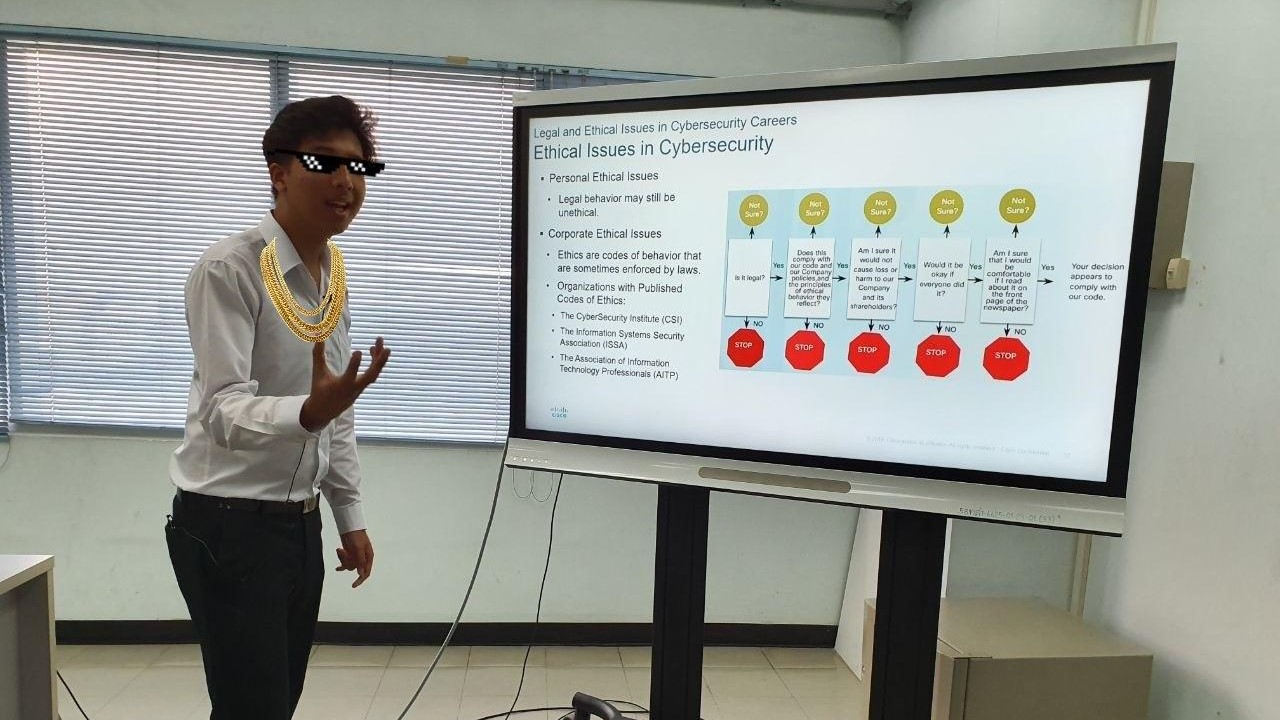 Legal and Ethical Issues in Cybersecurity Careers
Ethical Issues in Cybersecurity
▪ Personal Ethical Issues
• Legal behavior may still be
unethical.
▪ Corporate Ethical Issues
• Ethics are codes of behavior that
are sometimes enforced by laws.
• Organizations with Published
Codes of Ethics:
• The CyberSecurity Institute (CSI)
• The Information Systems Security
Association (ISSA)
• The Association of Information
Technology Professionals (AITP)
Not
Sure?
Not
Sure?
Not
Sure?
Not
Sure?
Not
Sure?
Is it legal?
Yes
Does this
comply with
our code and
our Company
policies,and
the principles
of ethical
behavior they
reflect?
Yes
Am I sure it
would not
cause loss or
harm to our
Company
and its
shareholders?
Yes
Would it be
okay if
everyone did
it?
Yes
Am I sure
that I would
be
comfortable
if I read
about it on
the front
page of the
newspaper?
Yes
Your decision
appears to
comply with
our code.
NO
NO
NO
NO
NO
STOP
STOP
STOP
STOP
STOP
CISCO